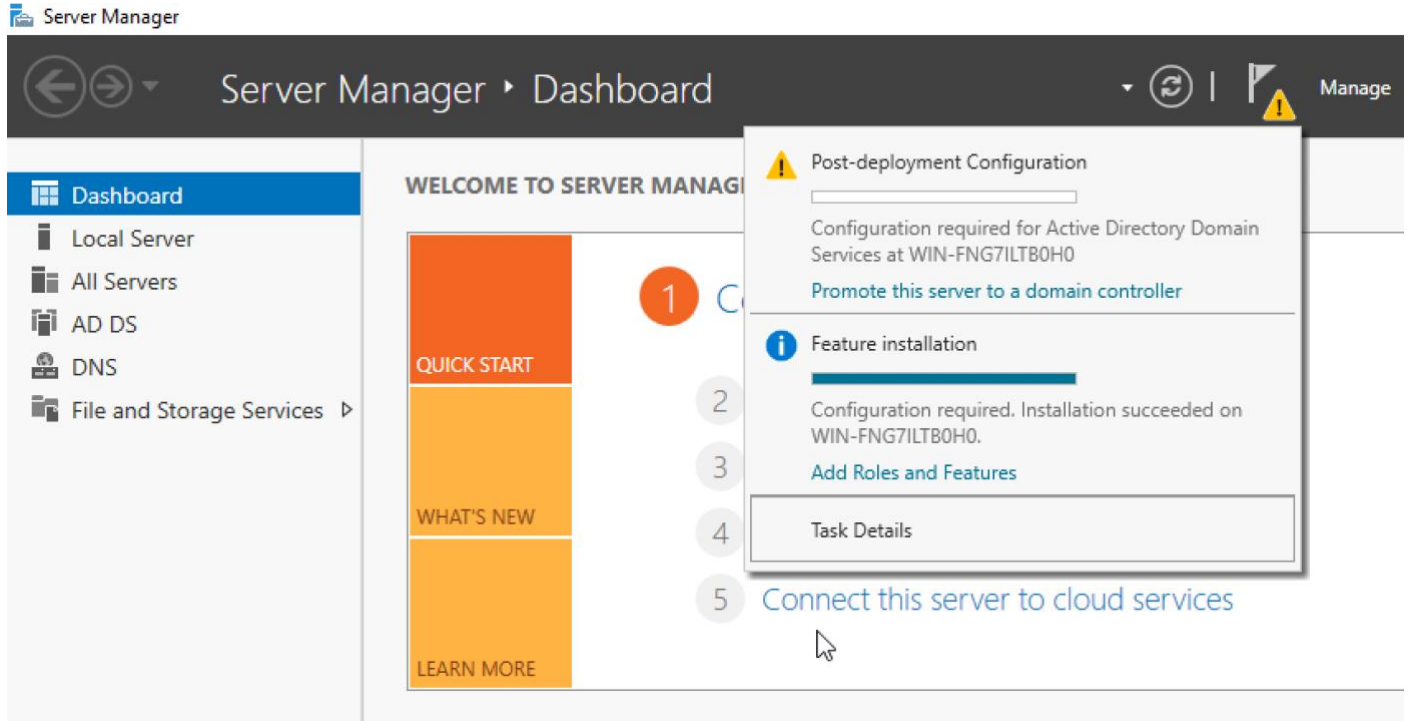 Server Manager
Server Manager ‣ Dashboard
Manage
Dashboard
Local Server
All Servers
AD DS
DNS
File and Storage Services
WELCOME TO SERVER
QUICK START
WHAT'S NEW
LEARN MORE
1
2
3
4
5 Connect this server to cloud services
Post-deployment Configuration
Configuration required for Active Directory Domain
Services at WIN-FNG7ILTB0H0
Promote this server to a domain controller
Feature installation
Configuration required. Installation succeeded on
WIN-FNG7ILTB0H0.
Add Roles and Features
Task Details